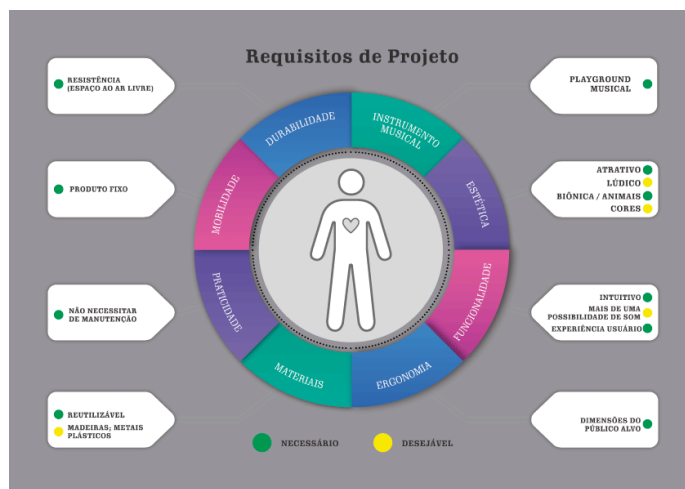 Requisitos de Projeto
RESISTÊNCIA
(ESPAÇO AO AR LIVRE)
PRODUTO FIXO
NÃO NECESSITAR
DE MANUTENÇÃO
REUTILIZÁVEL
MADEIRAS; METAIS
PLÁSTICOS
DURABILIDADE
INSTRUMENTO
MUSICAL
MOBILIDADE
ESTÉTICA
PRATICIDADE
FUNCIONALIDADE
MATERIAIS
ERGONOMIA
PLAYGROUND
MUSICAL
ATRATIVO
LÚDICO
BIÔNICA / ANIMAIS
CORES
INTUITIVO
MAIS DE UMA
POSSIBILIDADE DE SOM
EXPERIÊNCIA USUÁRIO
DIMENSÕES DO
PÚBLICO ALVO
NECESSÁRIO
DESEJÁVEL